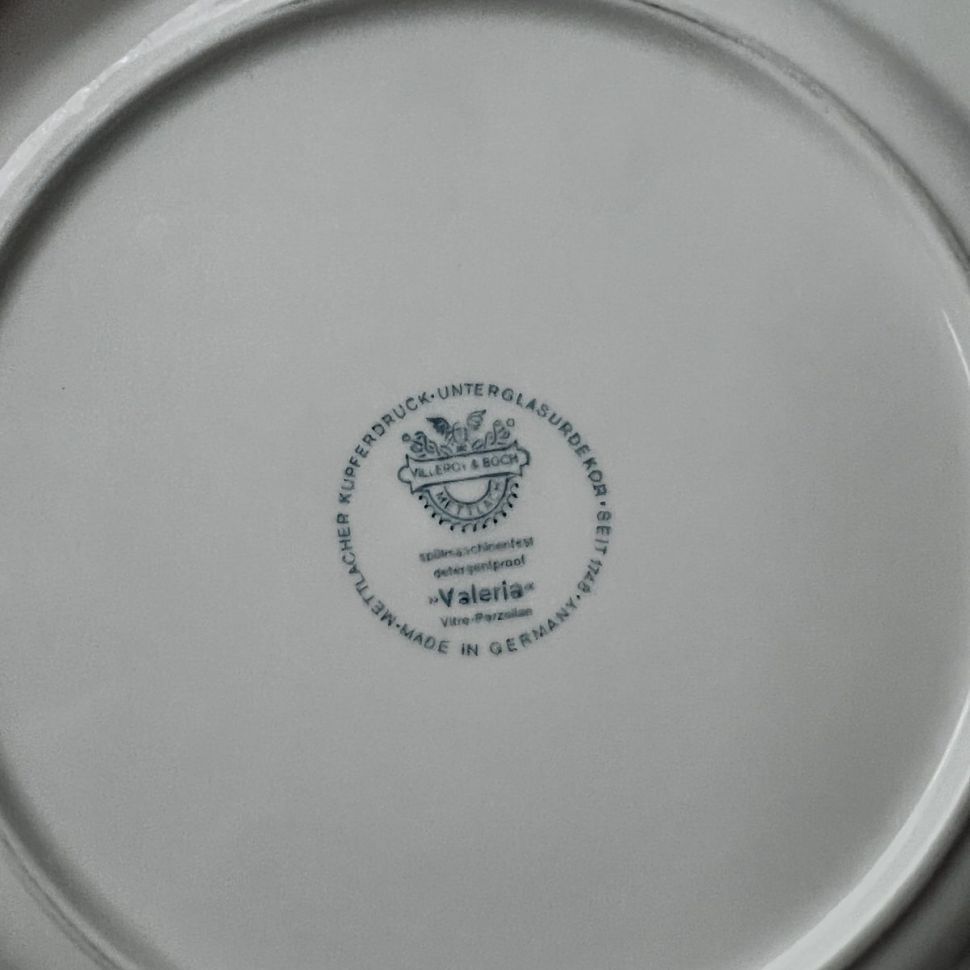 METTLACHER KUPFERDRUCK·UNTERGLASURDEKOR·SEIT 1748·
MADE IN GERMANY
VILLEROY & BOCH
METTLACH
spülmaschinenfest
detergentproof
»Valeria«
Vitro-Porzellan